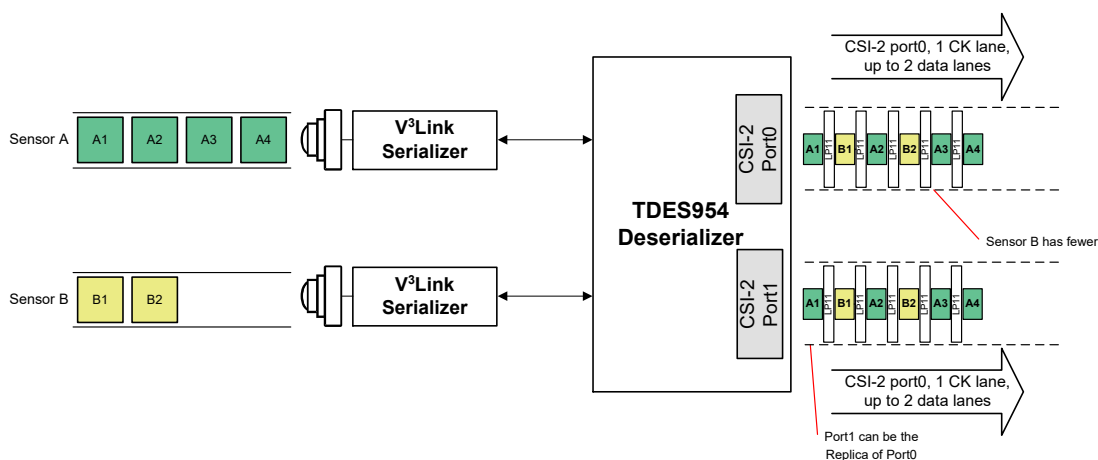 CSI-2 port0, 1 CK lane,
up to 2 data lanes
Sensor A
A1 A2 A3 A4
V³Link
Serializer
CSI-2
Port0
A1 LP11 B1 LP11 A2 LP11 B2 LP11 A3 LP11 A4
TDES954
Deserializer
Sensor B has fewer
Sensor B
B1 B2
V³Link
Serializer
CSI-2
Port1
A1 LP11 B1 LP11 A2 LP11 B2 LP11 A3 LP11 A4
CSI-2 port0, 1 CK lane,
up to 2 data lanes
Port1 can be the
Replica of Port0